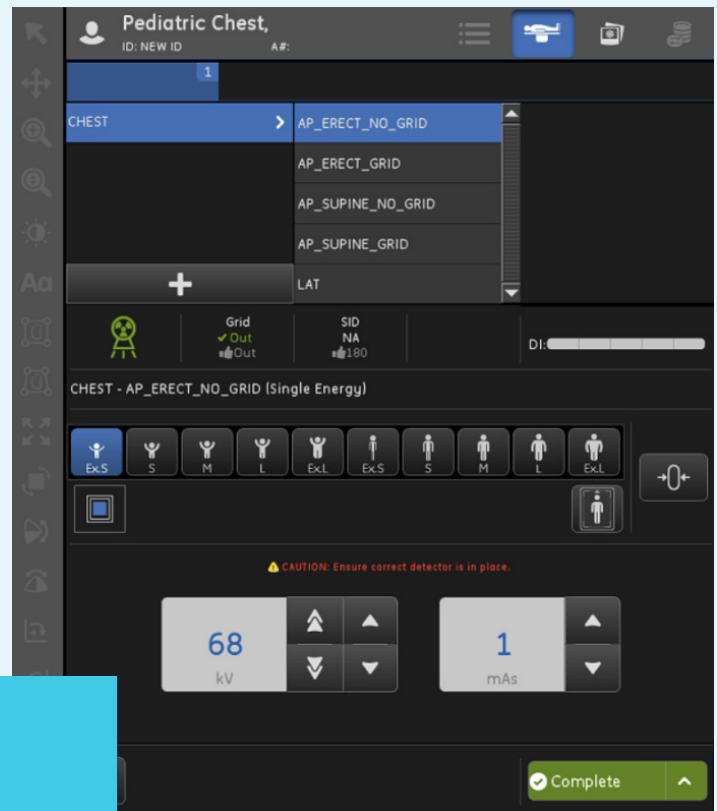 Pediatric Chest,
ID: NEW ID A#:
1
CHEST
AP_ERECT_NO_GRID
AP_ERECT_GRID
AP_SUPINE_NO_GRID
AP_SUPINE_GRID
LAT
Grid
Out
Out
SID
NA
180
DI:
CHEST - AP_ERECT_NO_GRID (Single Energy)
Ex.S S M L Ex.L Ex.S S M L Ex.L
CAUTION: Ensure correct detector is in place.
68
kV
1
mAs
Complete
Aa